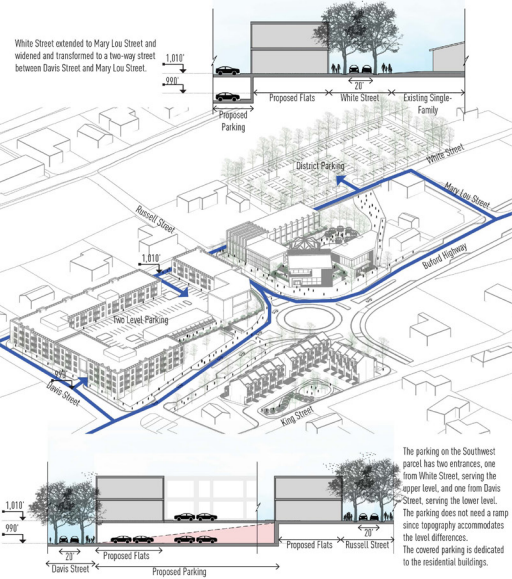 White Street extended to Mary Lou Street and
widened and transformed to a two-way street
between Davis Street and Mary Lou Street.
1,010'
990'
20'
Proposed
Parking
Proposed Flats
White Street
Existing Single-
Family
District Parking
White Street
Mary Lou Street
Russell Street
Buford Highway
1,010'
Two Level Parking
990'
Davis Street
King Street
The parking on the Southwest
parcel has two entrances, one
from White Street, serving the
upper level, and one from Davis
Street, serving the lower level.
The parking does not need a ramp
since topography accommodates
the level differences.
The covered parking is dedicated
to the residential buildings.
1,010'
990'
20'
20'
Proposed Flats
Proposed Flats
Russell Street
Davis Street
Proposed Parking